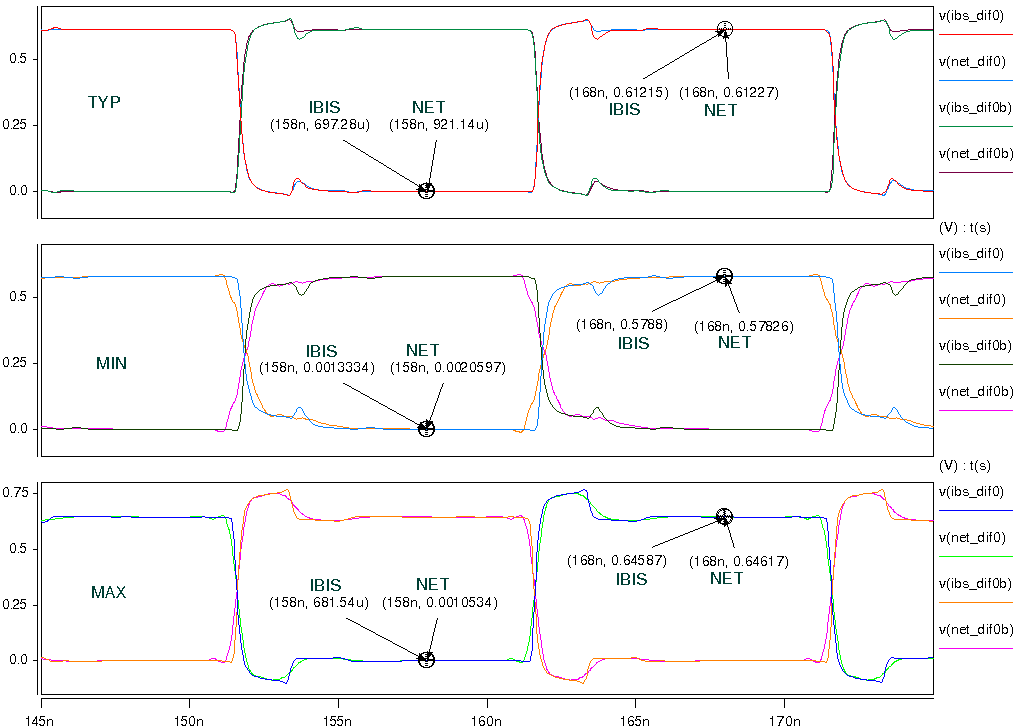 v(ibs_dif0)
0.5
v(net_dif0)
TYP
(168n, 0.61215) (168n, 0.61227)
IBIS NET
IBIS NET
v(ibs_dif0b)
0.25
(158n, 697.28u) (158n, 921.14u)
v(net_dif0b)
0.0
(V) : t(s)
v(ibs_dif0)
0.5
v(net_dif0)
(168n, 0.5788) (168n, 0.57826)
IBIS NET
v(ibs_dif0b)
0.25
MIN
IBIS NET
(158n, 0.0013334) (158n, 0.0020597)
v(net_dif0b)
0.0
(V) : t(s)
0.75
v(ibs_dif0)
0.5
v(net_dif0)
(168n, 0.64587) (168n, 0.64617)
IBIS NET
v(ibs_dif0b)
MAX
IBIS NET
0.25
(158n, 681.54u) (158n, 0.0010534)
v(net_dif0b)
0.0
145n 150n 155n 160n 165n 170n